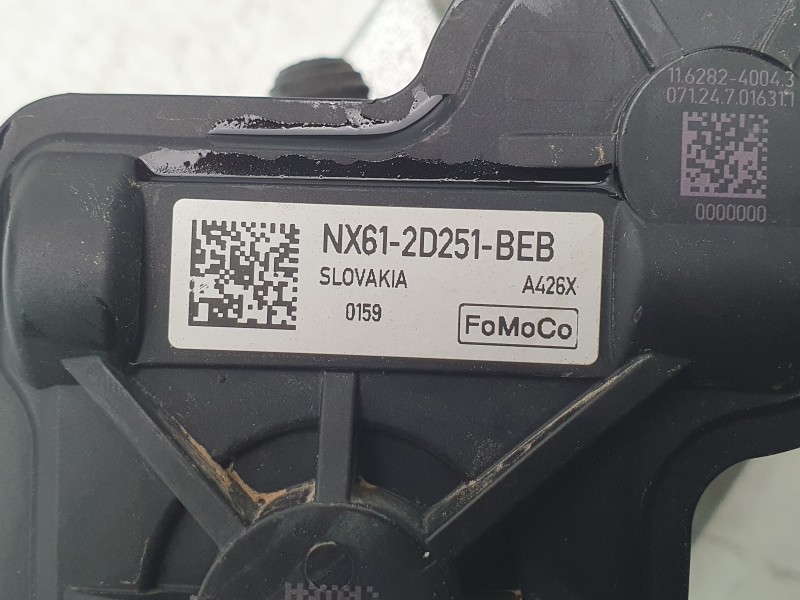 11.6282-4004.3
071.24.7.01631.1
0000000
NX61-2D251-BEB
SLOVAKIA
A426X
0159
FoMoCo